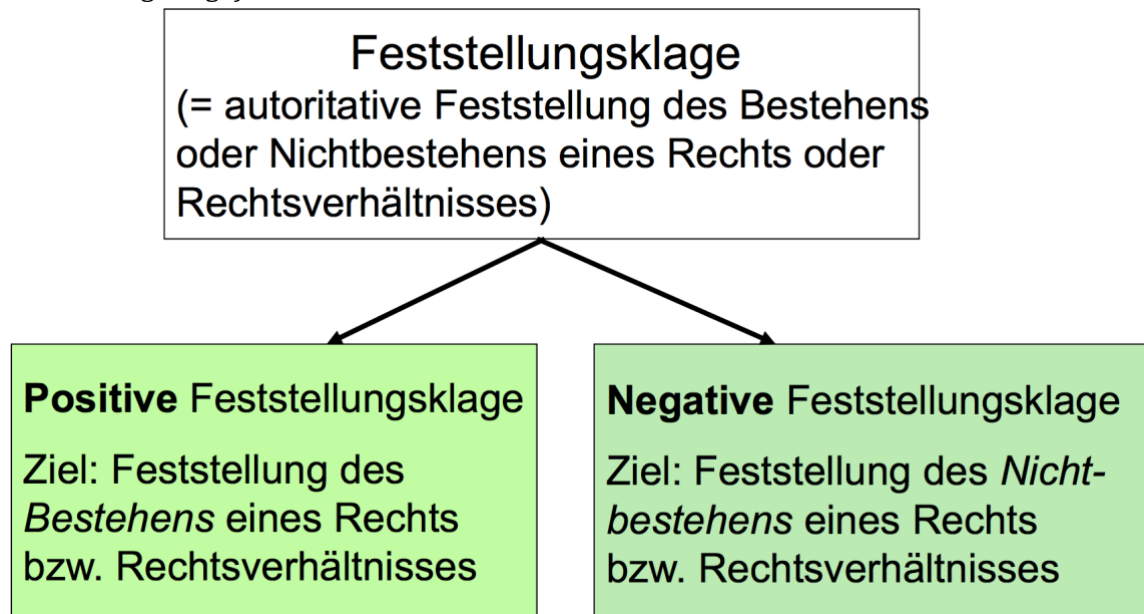 Feststellungsklage
(= autoritative Feststellung des Bestehens
oder Nichtbestehens eines Rechts oder
Rechtsverhältnisses)
Positive Feststellungsklage
Ziel: Feststellung des
Bestehens eines Rechts
bzw. Rechtsverhältnisses
Negative Feststellungsklage
Ziel: Feststellung des Nicht-
bestehens eines Rechts
bzw. Rechtsverhältnisses